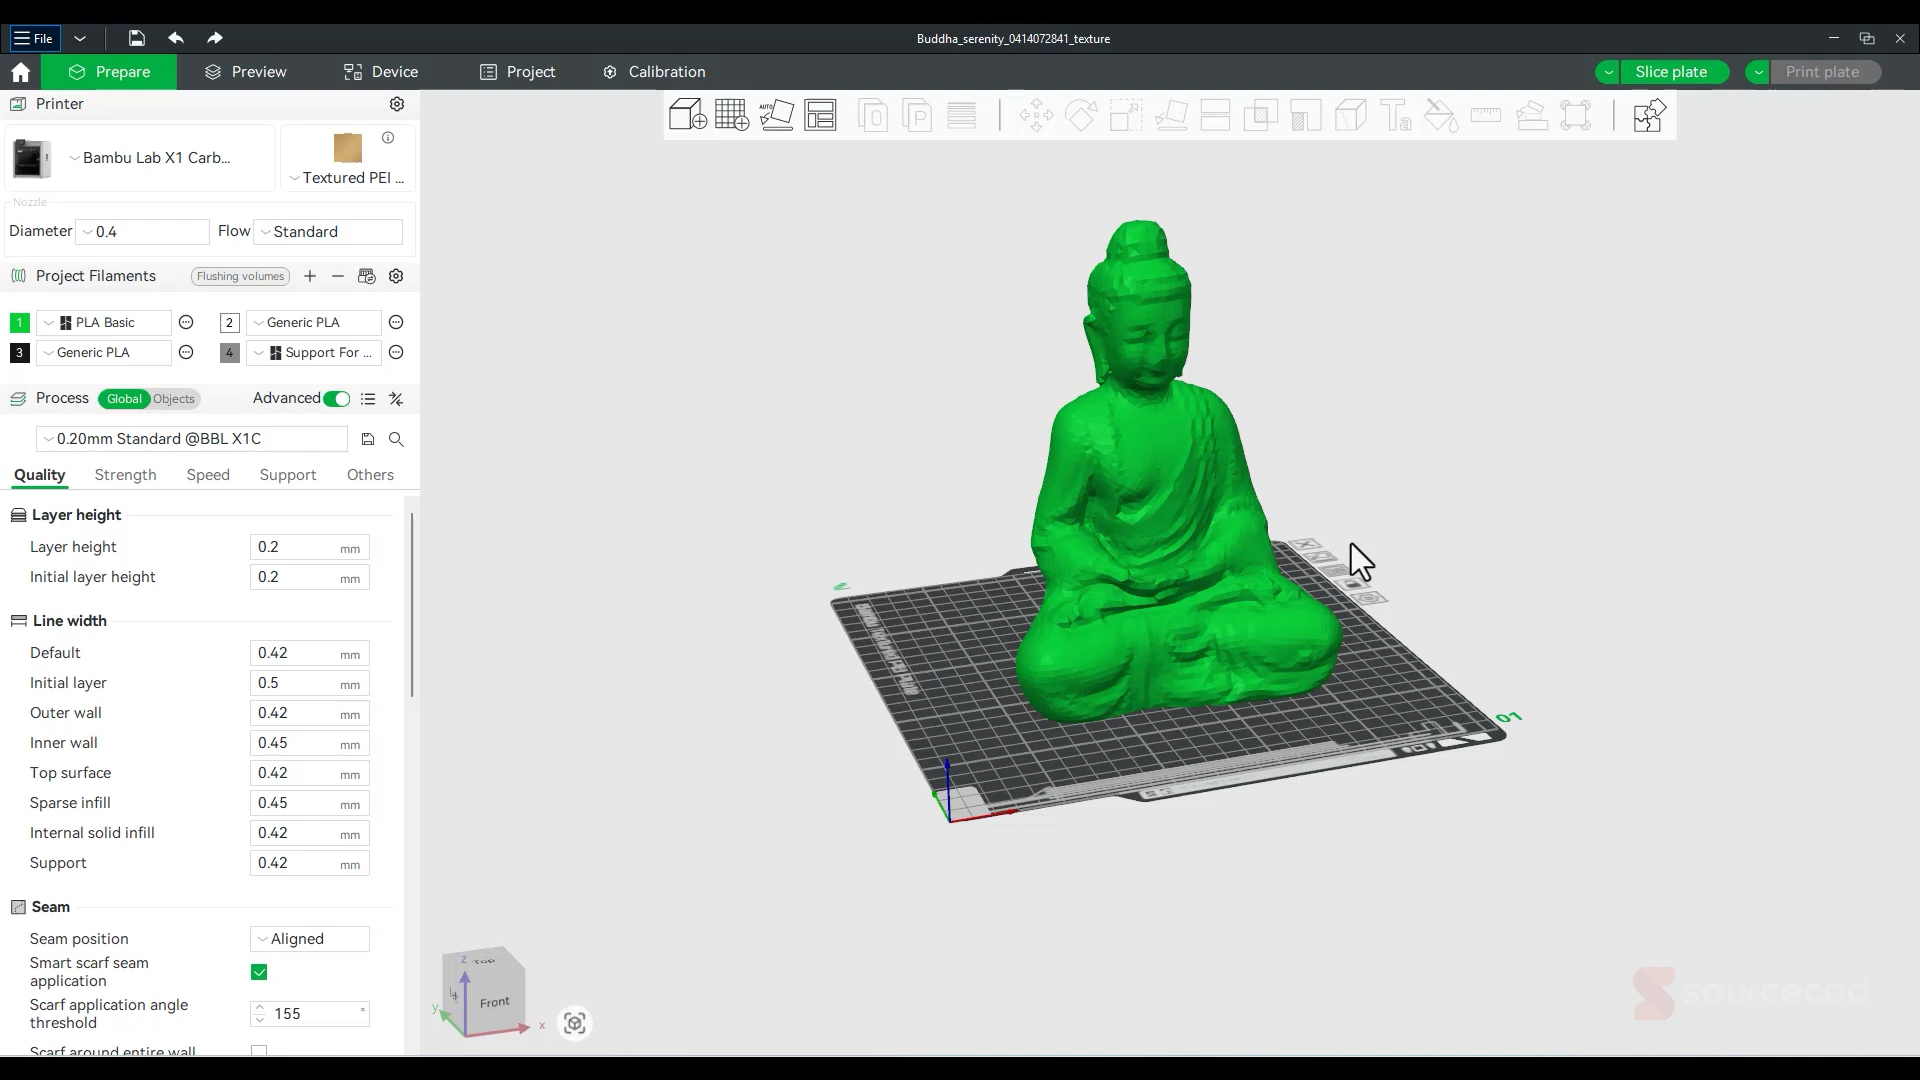 File
Buddha_serenity_0414072841_texture
Prepare
Preview
Device
Project
Calibration
Slice plate
Print plate
Printer
Bambu Lab X1 Carb...
Textured PEI ...
Nozzle
Diameter 0.4 Flow Standard
Project Filaments Flushing volumes
1 PLA Basic 2 Generic PLA
3 Generic PLA 4 Support For ...
Process Global Objects Advanced
0.20mm Standard @BBL X1C
Quality Strength Speed Support Others
Layer height
Layer height 0.2 mm
Initial layer height 0.2 mm
Line width
Default 0.42 mm
Initial layer 0.5 mm
Outer wall 0.42 mm
Inner wall 0.45 mm
Top surface 0.42 mm
Sparse infill 0.45 mm
Internal solid infill 0.42 mm
Support 0.42 mm
Seam
Seam position Aligned
Smart scarf seam
application
Scarf application angle
threshold 155 °
Scarf around entire wall
AUTO
Ta
01
Top
Front
z
y
x
sourcecad